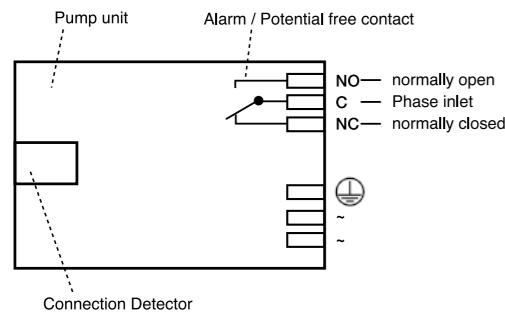 Pump unit
Alarm / Potential free contact
NO — normally open
C — Phase inlet
NC — normally closed
~
~
Connection Detector